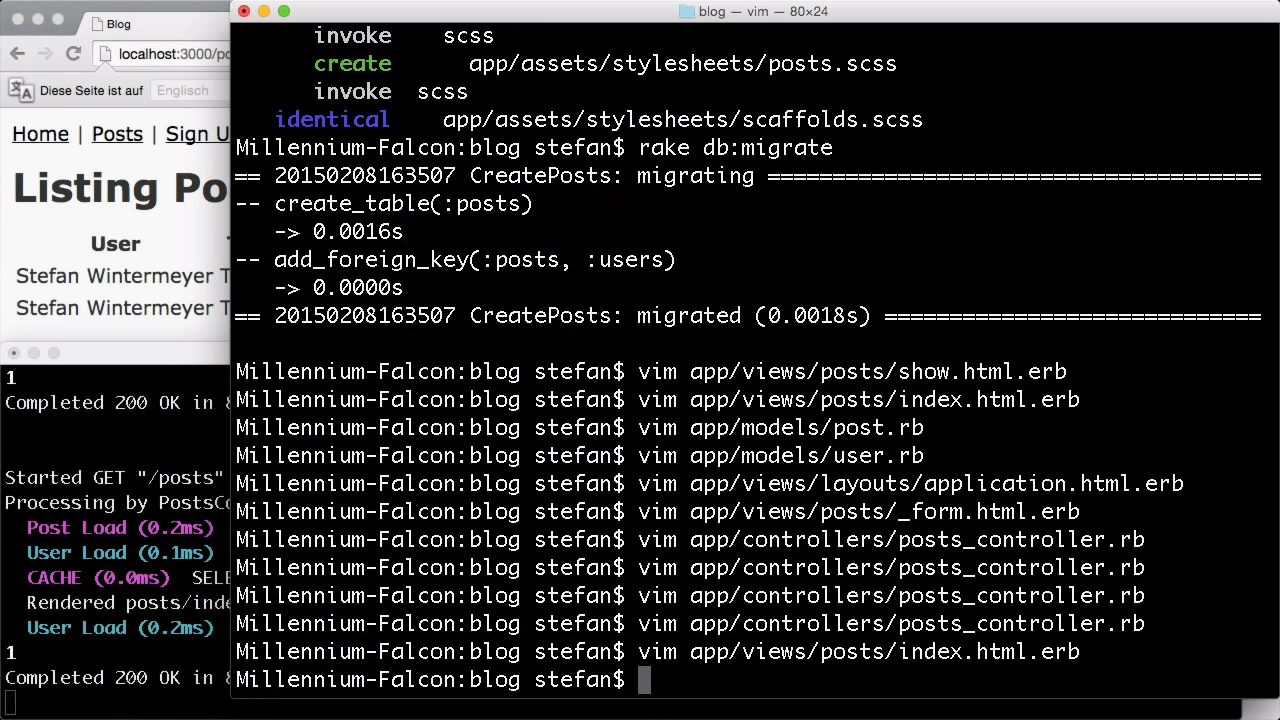 Blog
localhost:3000/po
Diese Seite ist auf Englisch
Home | Posts | Sign U
Listing Po
User
Stefan Wintermeyer T
Stefan Wintermeyer T
1
Completed 200 OK in 8
Started GET "/posts"
Processing by PostsCo
Post Load (0.2ms)
User Load (0.1ms)
CACHE (0.0ms) SELE
Rendered posts/inde
User Load (0.2ms)
1
Completed 200 OK in 8
blog — vim — 80×24
invoke scss
create app/assets/stylesheets/posts.scss
invoke scss
identical app/assets/stylesheets/scaffolds.scss
Millennium-Falcon:blog stefan$ rake db:migrate
== 20150208163507 CreatePosts: migrating ======================================
-- create_table(:posts)
-> 0.0016s
-- add_foreign_key(:posts, :users)
-> 0.0000s
== 20150208163507 CreatePosts: migrated (0.0018s) =============================
Millennium-Falcon:blog stefan$ vim app/views/posts/show.html.erb
Millennium-Falcon:blog stefan$ vim app/views/posts/index.html.erb
Millennium-Falcon:blog stefan$ vim app/models/post.rb
Millennium-Falcon:blog stefan$ vim app/models/user.rb
Millennium-Falcon:blog stefan$ vim app/views/layouts/application.html.erb
Millennium-Falcon:blog stefan$ vim app/views/posts/_form.html.erb
Millennium-Falcon:blog stefan$ vim app/controllers/posts_controller.rb
Millennium-Falcon:blog stefan$ vim app/controllers/posts_controller.rb
Millennium-Falcon:blog stefan$ vim app/controllers/posts_controller.rb
Millennium-Falcon:blog stefan$ vim app/controllers/posts_controller.rb
Millennium-Falcon:blog stefan$ vim app/views/posts/index.html.erb
Millennium-Falcon:blog stefan$